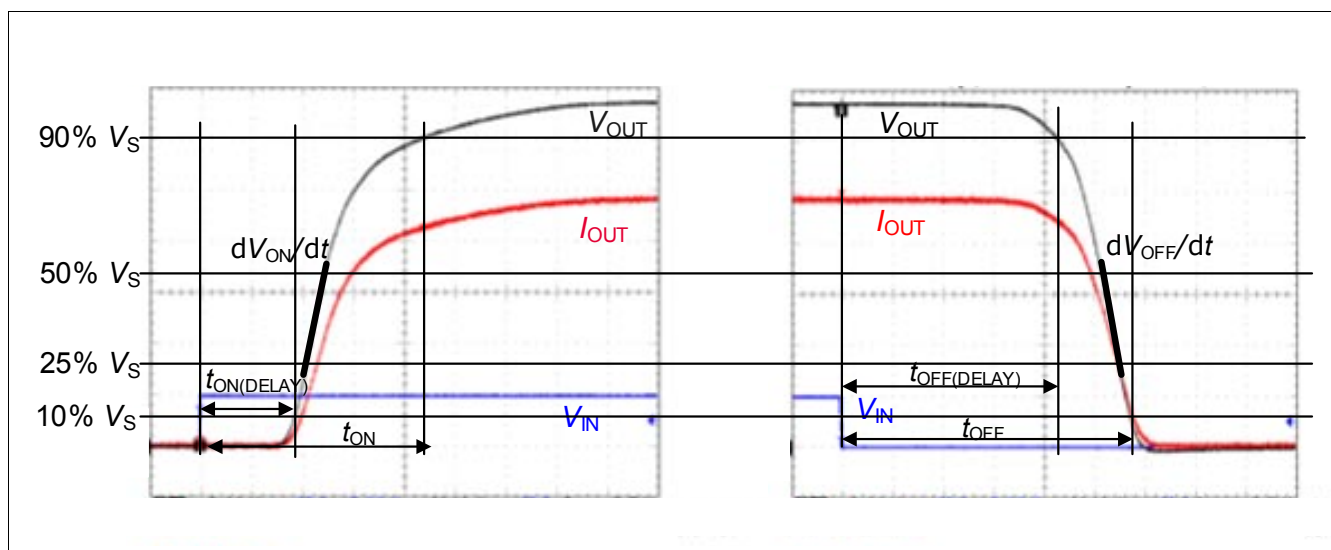 90% VS
VOUT
VOUT
IOUT
IOUT
dVON/dt
dVOFF/dt
50% VS
25% VS
tON(DELAY)
tOFF(DELAY)
10% VS
VIN
VIN
tON
tOFF